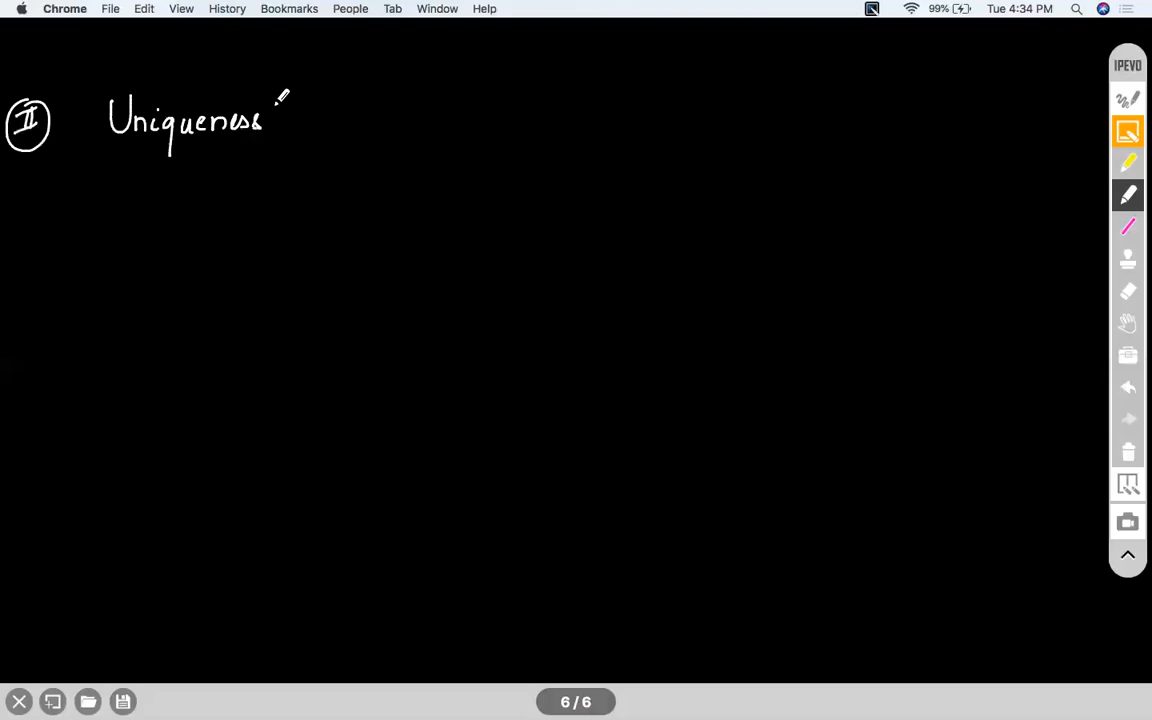 Chrome File Edit View History Bookmarks People Tab Window Help 99% Tue 4:34 PM
IPEVO
II Uniqueness
6 / 6